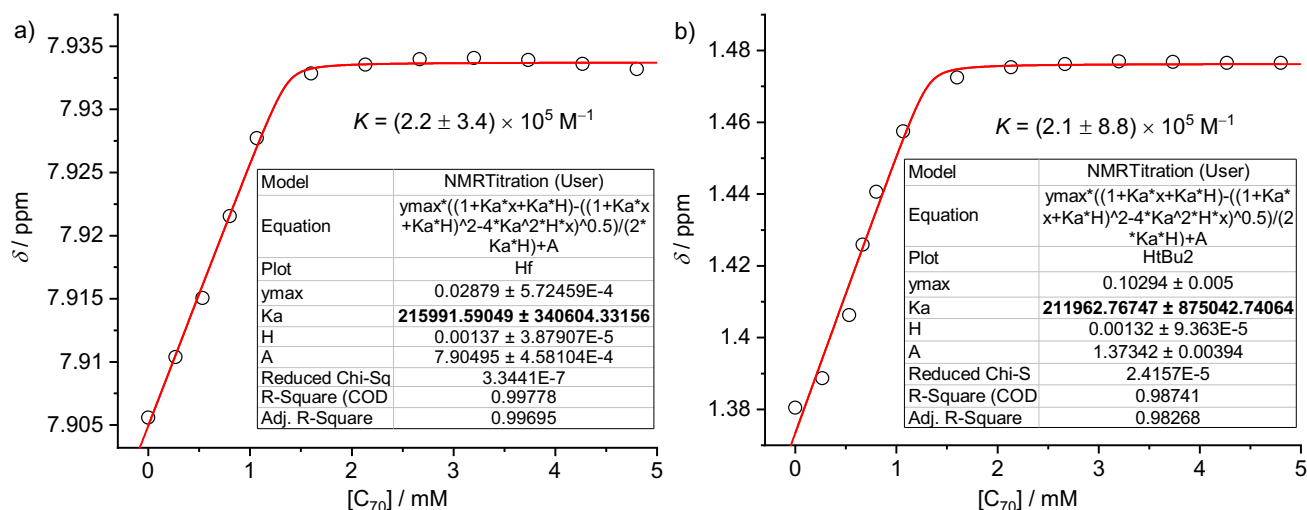 a)
7.935
7.93
7.925
7.92
7.915
7.91
7.905
δ / ppm
K = (2.2 ± 3.4) × 10⁵ M⁻¹
Model NMRTitration (User)
Equation ymax*((1+Ka*x+Ka*H)-((1+Ka*x
+Ka*H)^2-4*Ka^2*H*x)^0.5)/(2*
Ka*H)+A
Plot Hf
ymax 0.02879 ± 5.72459E-4
Ka 215991.59049 ± 340604.33156
H 0.00137 ± 3.87907E-5
A 7.90495 ± 4.58104E-4
Reduced Chi-Sq 3.3441E-7
R-Square (COD 0.99778
Adj. R-Square 0.99695
0 1 2 3 4 5
[C₇₀] / mM
b)
1.48
1.46
1.44
1.42
1.4
1.38
δ / ppm
K = (2.1 ± 8.8) × 10⁵ M⁻¹
Model NMRTitration (User)
Equation ymax*((1+Ka*x+Ka*H)-((1+Ka*
x+Ka*H)^2-4*Ka^2*H*x)^0.5)/(2
*Ka*H)+A
Plot HtBu2
ymax 0.10294 ± 0.005
Ka 211962.76747 ± 875042.74064
H 0.00132 ± 9.363E-5
A 1.37342 ± 0.00394
Reduced Chi-S 2.4157E-5
R-Square (COD 0.98741
Adj. R-Square 0.98268
0 1 2 3 4 5
[C₇₀] / mM